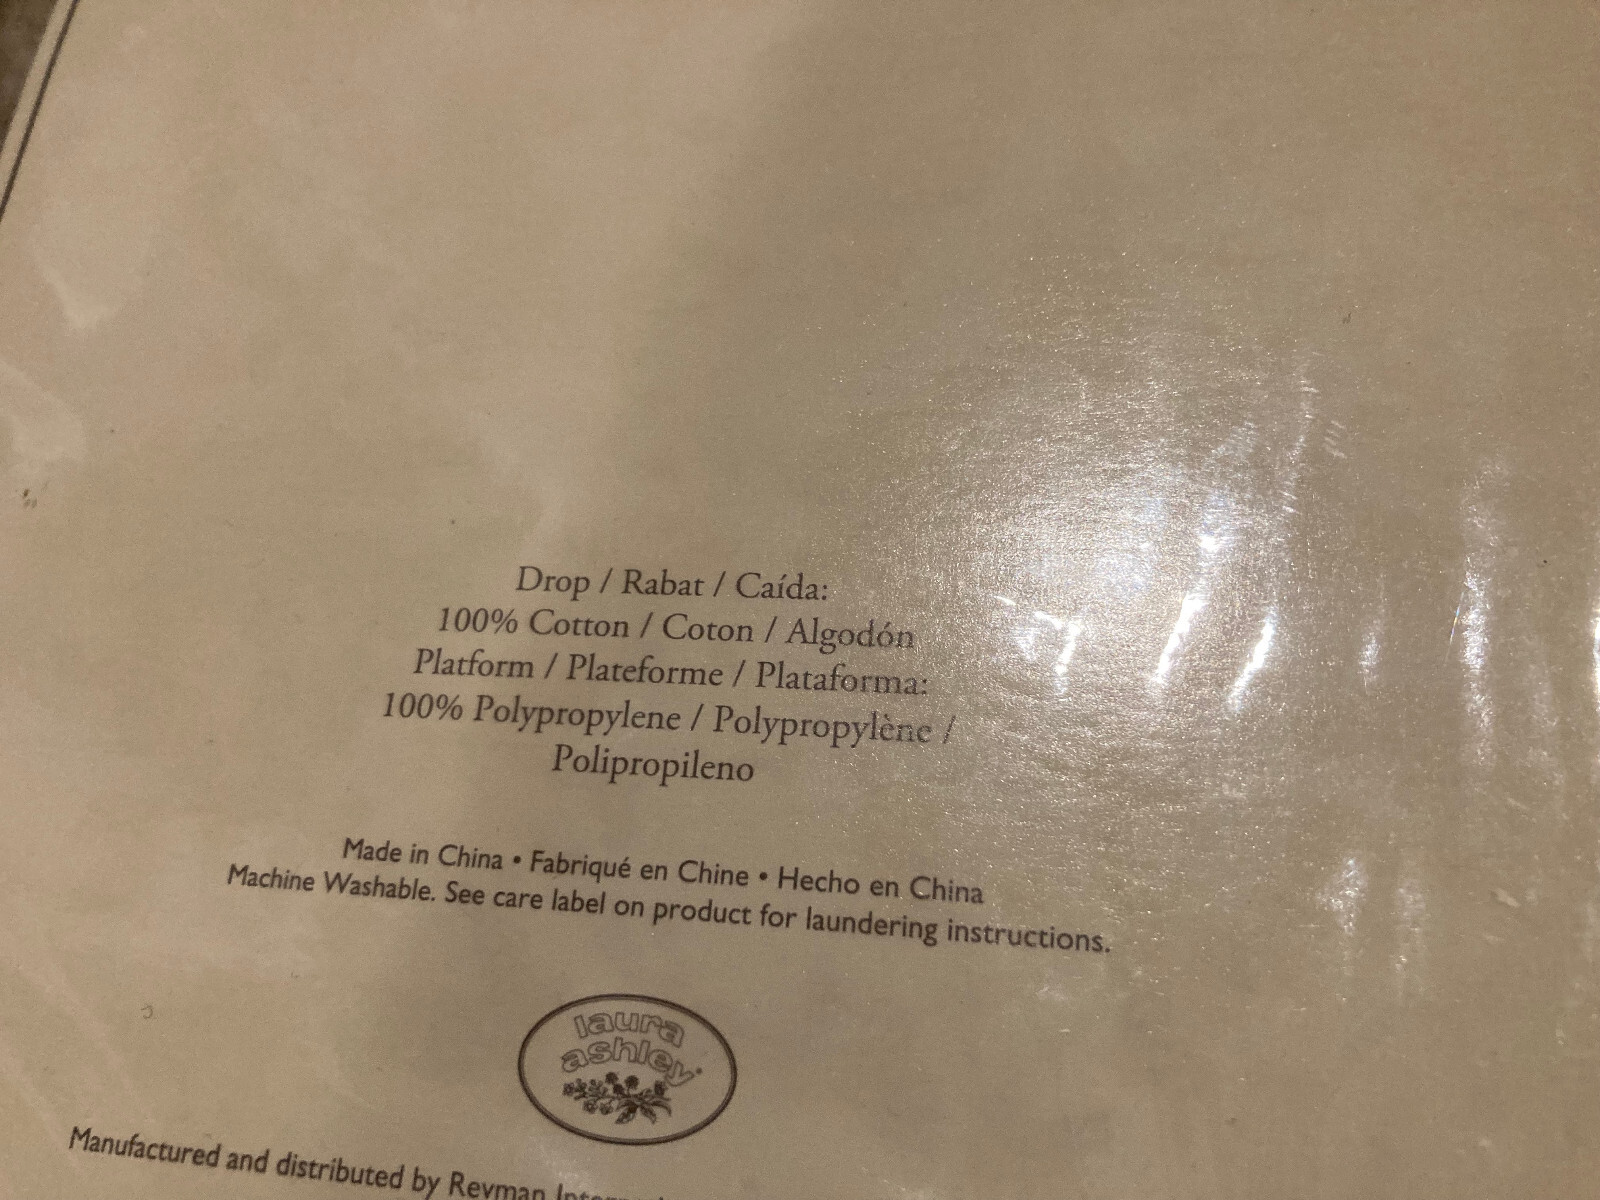 Drop / Rabat / Caída:
100% Cotton / Coton / Algodón
Platform / Plateforme / Plataforma:
100% Polypropylene / Polypropylène /
Polipropileno
Made in China • Fabriqué en Chine • Hecho en China
Machine Washable. See care label on product for laundering instructions.
laura
ashley
Manufactured and distributed by Revman